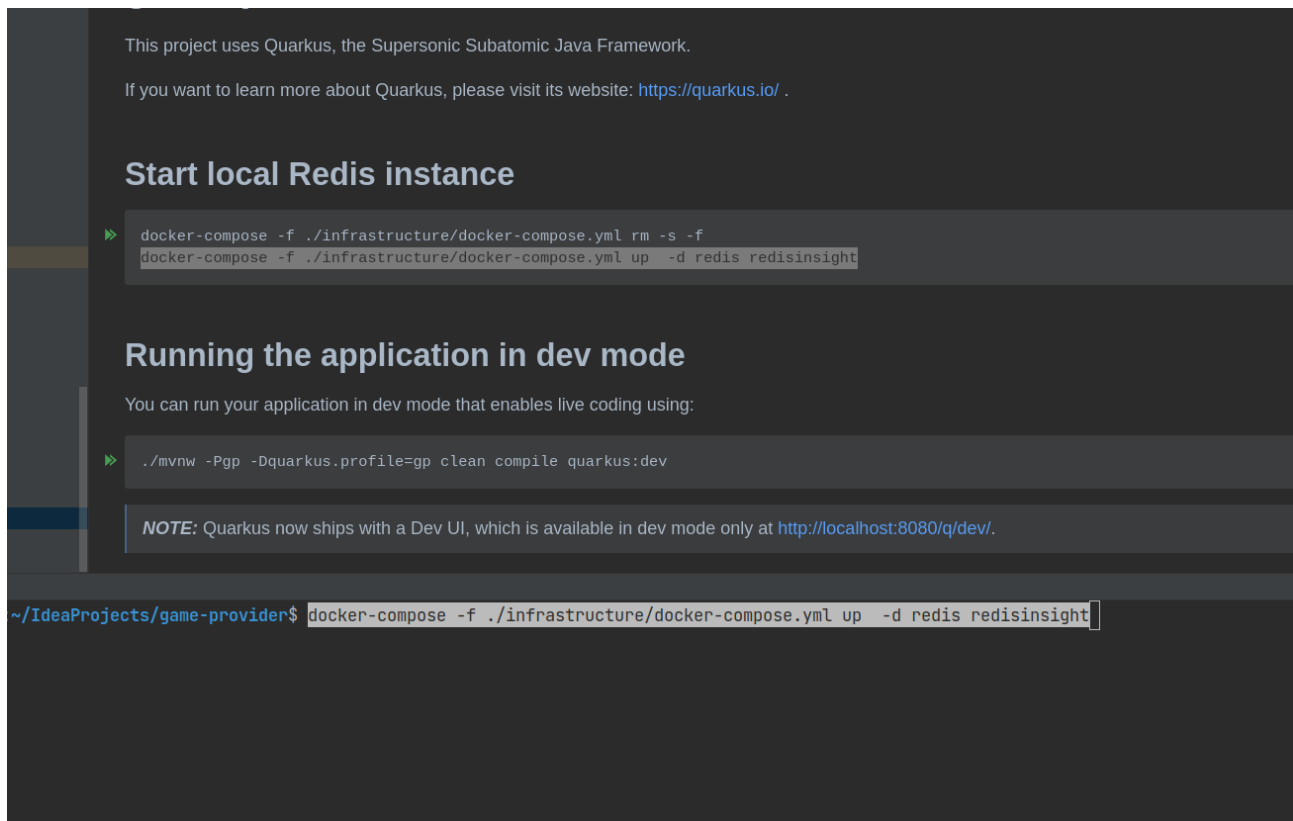 This project uses Quarkus, the Supersonic Subatomic Java Framework.
If you want to learn more about Quarkus, please visit its website: https://quarkus.io/ .
Start local Redis instance
docker-compose -f ./infrastructure/docker-compose.yml rm -s -f
docker-compose -f ./infrastructure/docker-compose.yml up  -d redis redisinsight
Running the application in dev mode
You can run your application in dev mode that enables live coding using:
./mvnw -Pgp -Dquarkus.profile=gp clean compile quarkus:dev
NOTE: Quarkus now ships with a Dev UI, which is available in dev mode only at http://localhost:8080/q/dev/.
~/IdeaProjects/game-provider$ docker-compose -f ./infrastructure/docker-compose.yml up  -d redis redisinsight